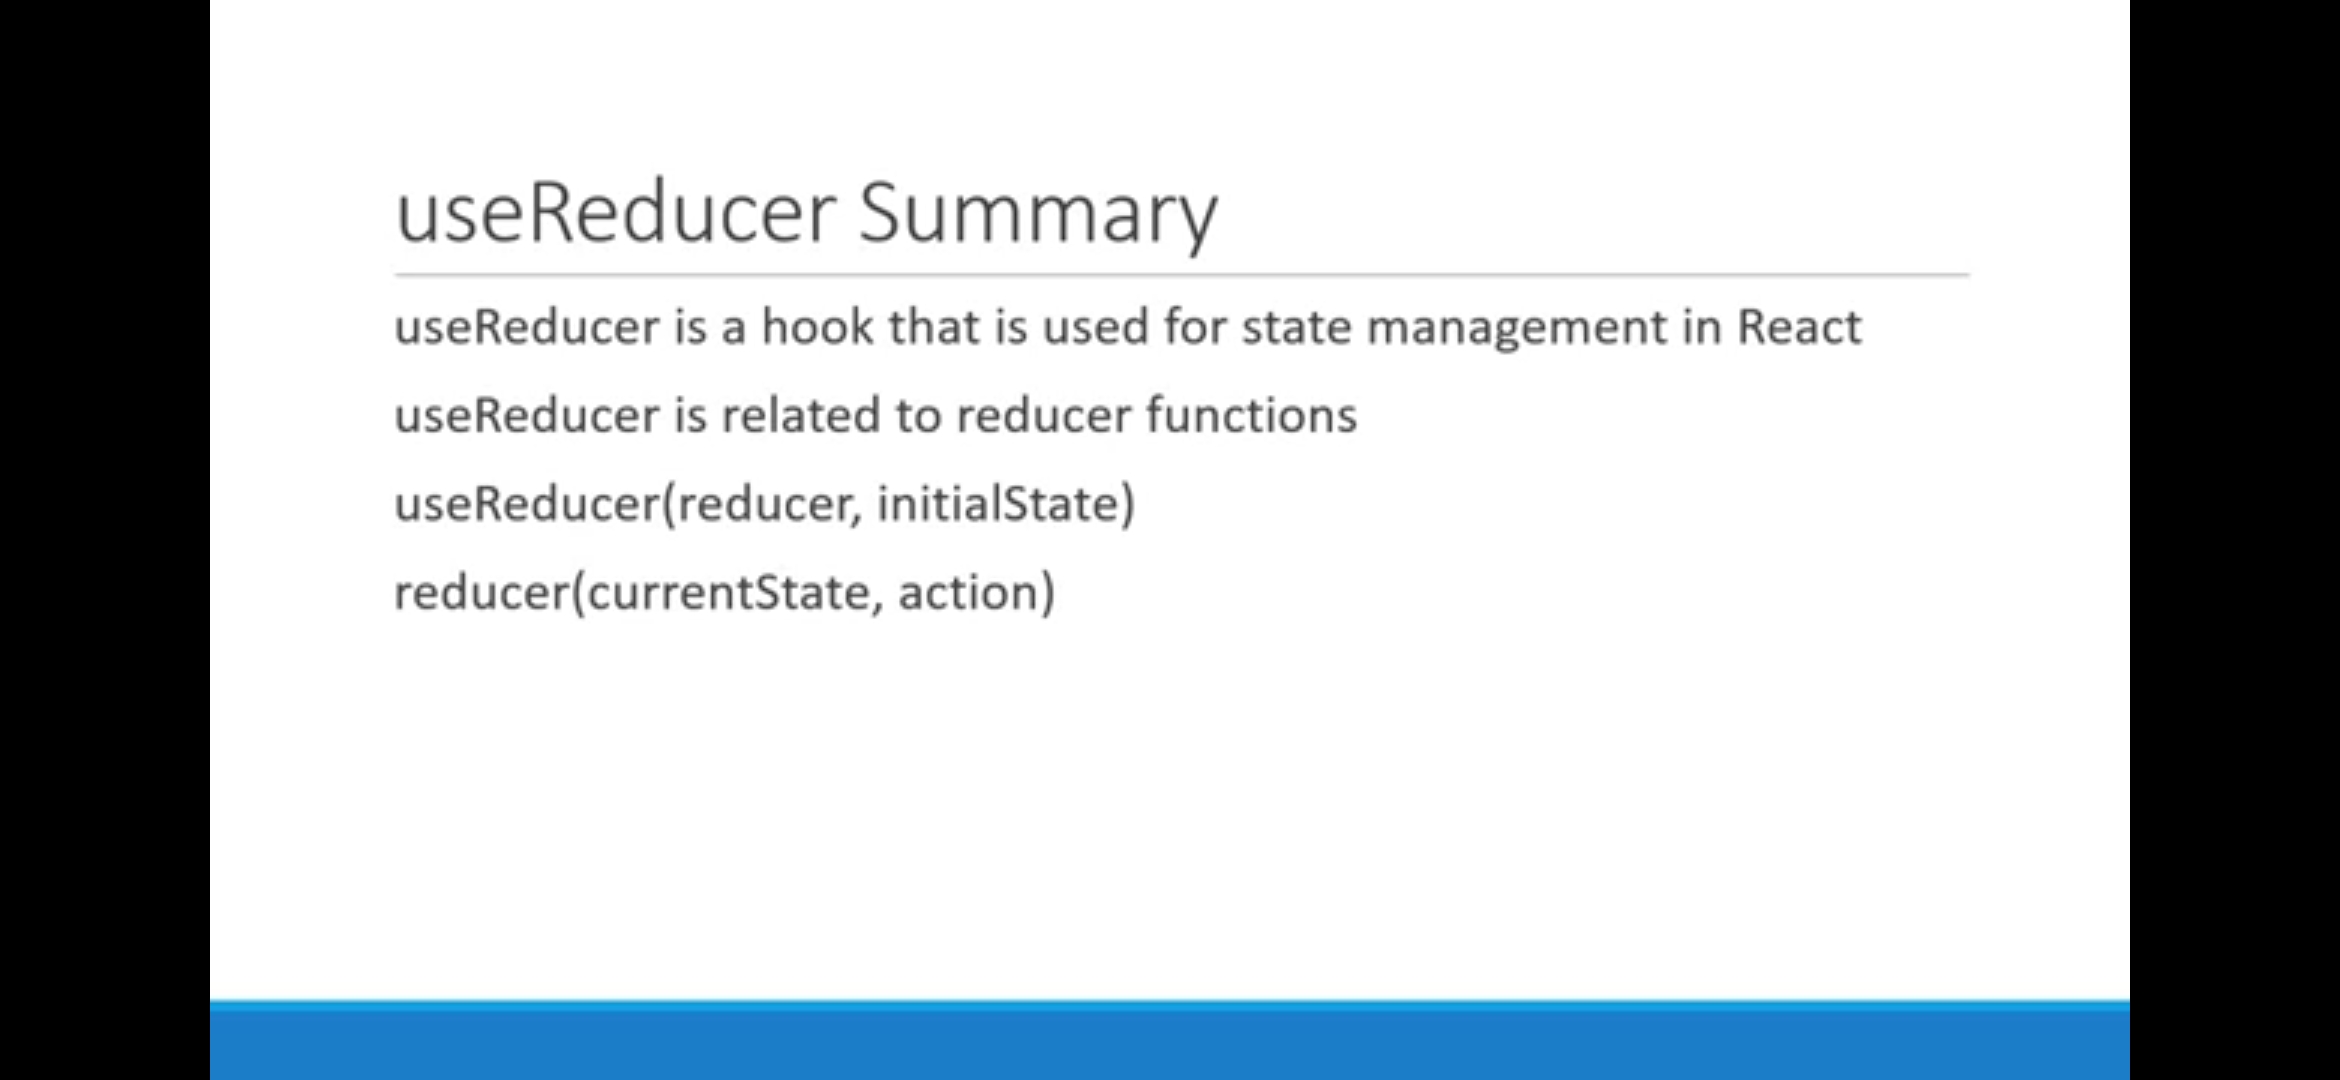 useReducer Summary
useReducer is a hook that is used for state management in React
useReducer is related to reducer functions
useReducer(reducer, initialState)
reducer(currentState, action)